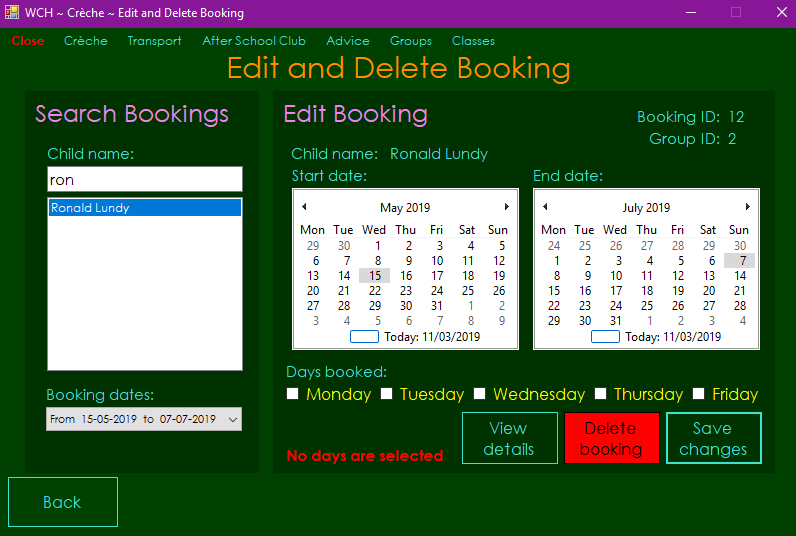 WCH ~ Crèche ~ Edit and Delete Booking
Close Crèche Transport After School Club Advice Groups Classes
Edit and Delete Booking
Search Bookings
Child name:
ron
Ronald Lundy
Booking dates:
From 15-05-2019 to 07-07-2019
Edit Booking
Booking ID: 12
Group ID: 2
Child name: Ronald Lundy
Start date:
May 2019
Mon Tue Wed Thu Fri Sat Sun
29 30 1 2 3 4 5
6 7 8 9 10 11 12
13 14 15 16 17 18 19
20 21 22 23 24 25 26
27 28 29 30 31 1 2
3 4 5 6 7 8 9
Today: 11/03/2019
End date:
July 2019
Mon Tue Wed Thu Fri Sat Sun
24 25 26 27 28 29 30
1 2 3 4 5 6 7
8 9 10 11 12 13 14
15 16 17 18 19 20 21
22 23 24 25 26 27 28
29 30 31 1 2 3 4
Today: 11/03/2019
Days booked:
Monday Tuesday Wednesday Thursday Friday
No days are selected
View
details
Delete
booking
Save
changes
Back